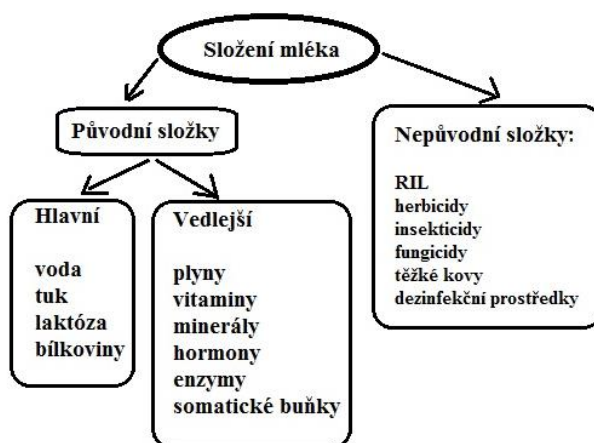 Složení mléka
Původní složky
Hlavní
voda
tuk
laktóza
bílkoviny
Vedlejší
plyny
vitaminy
minerály
hormony
enzymy
somatické buňky
Nepůvodní složky:
RIL
herbicidy
insekticidy
fungicidy
těžké kovy
dezinfekční prostředky